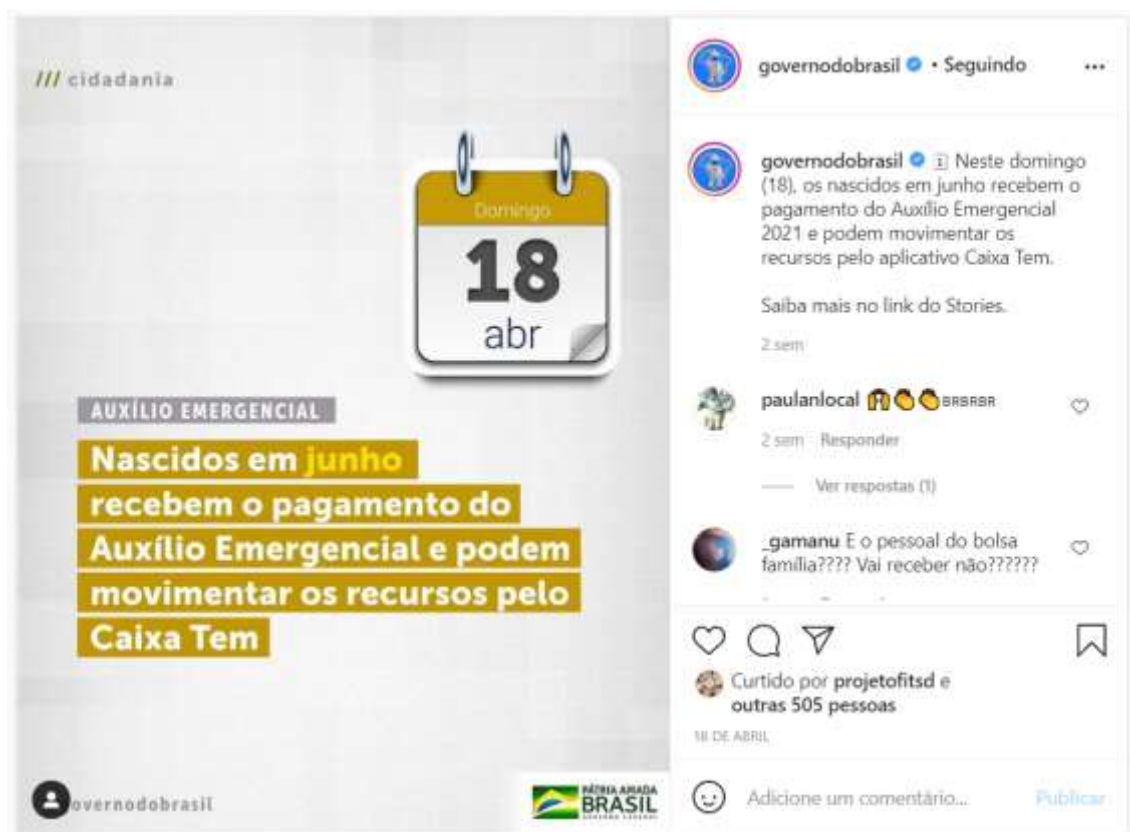 /// cidadania
Domingo
18
abr
AUXÍLIO EMERGENCIAL
Nascidos em junho
recebem o pagamento do
Auxílio Emergencial e podem
movimentar os recursos pelo
Caixa Tem
overnodobrasil
PÁTRIA AMADA
BRASIL
GOVERNO FEDERAL
governodobrasil • Seguindo
governodobrasil Neste domingo
(18), os nascidos em junho recebem o
pagamento do Auxílio Emergencial
2021 e podem movimentar os
recursos pelo aplicativo Caixa Tem.
Saiba mais no link do Stories.
2 sem
paulanlocal BRBRBR
2 sem Responder
Ver respostas (1)
_gamanu E o pessoal do bolsa
família???? Vai receber não??????
Curtido por projetofitsd e
outras 505 pessoas
18 DE ABRIL
Adicione um comentário... Publicar